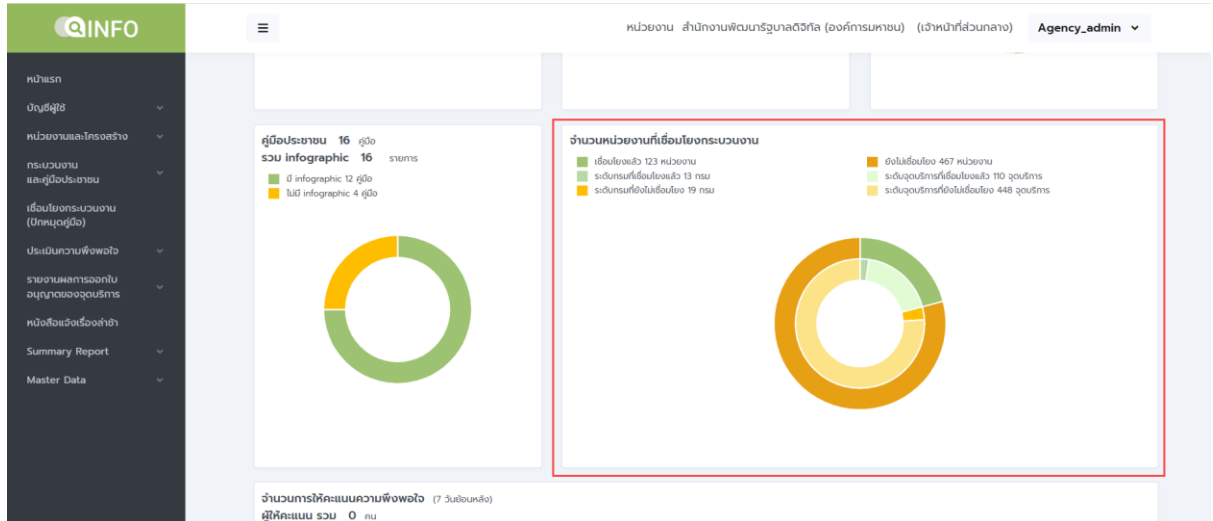 INFO
หน่วยงาน สำนักงานพัฒนารัฐบาลดิจิทัล (องค์การมหาชน) (เจ้าหน้าที่ส่วนกลาง) Agency_admin
หน้าแรก
บัญชีผู้ใช้
หน่วยงานและโครงสร้าง
กระบวนงาน
และคู่มือประชาชน
เชื่อมโยงกระบวนงาน
(ปักหมุดคู่มือ)
ประเมินความพึงพอใจ
รายงานผลการออกใบ
อนุญาตของจุดบริการ
หนังสือแจ้งเรื่องล่าช้า
Summary Report
Master Data
คู่มือประชาชน 16 คู่มือ
รวม infographic 16 รายการ
มี infographic 12 คู่มือ
ไม่มี infographic 4 คู่มือ
จำนวนหน่วยงานที่เชื่อมโยงกระบวนงาน
เชื่อมโยงแล้ว 123 หน่วยงาน
ระดับกรมที่เชื่อมโยงแล้ว 13 กรม
ระดับกรมที่ยังไม่เชื่อมโยง 19 กรม
ยังไม่เชื่อมโยง 467 หน่วยงาน
ระดับจุดบริการที่เชื่อมโยงแล้ว 110 จุดบริการ
ระดับจุดบริการที่ยังไม่เชื่อมโยง 448 จุดบริการ
จำนวนการให้คะแนนความพึงพอใจ (7 วันย้อนหลัง)
ผู้ให้คะแนน รวม 0 คน